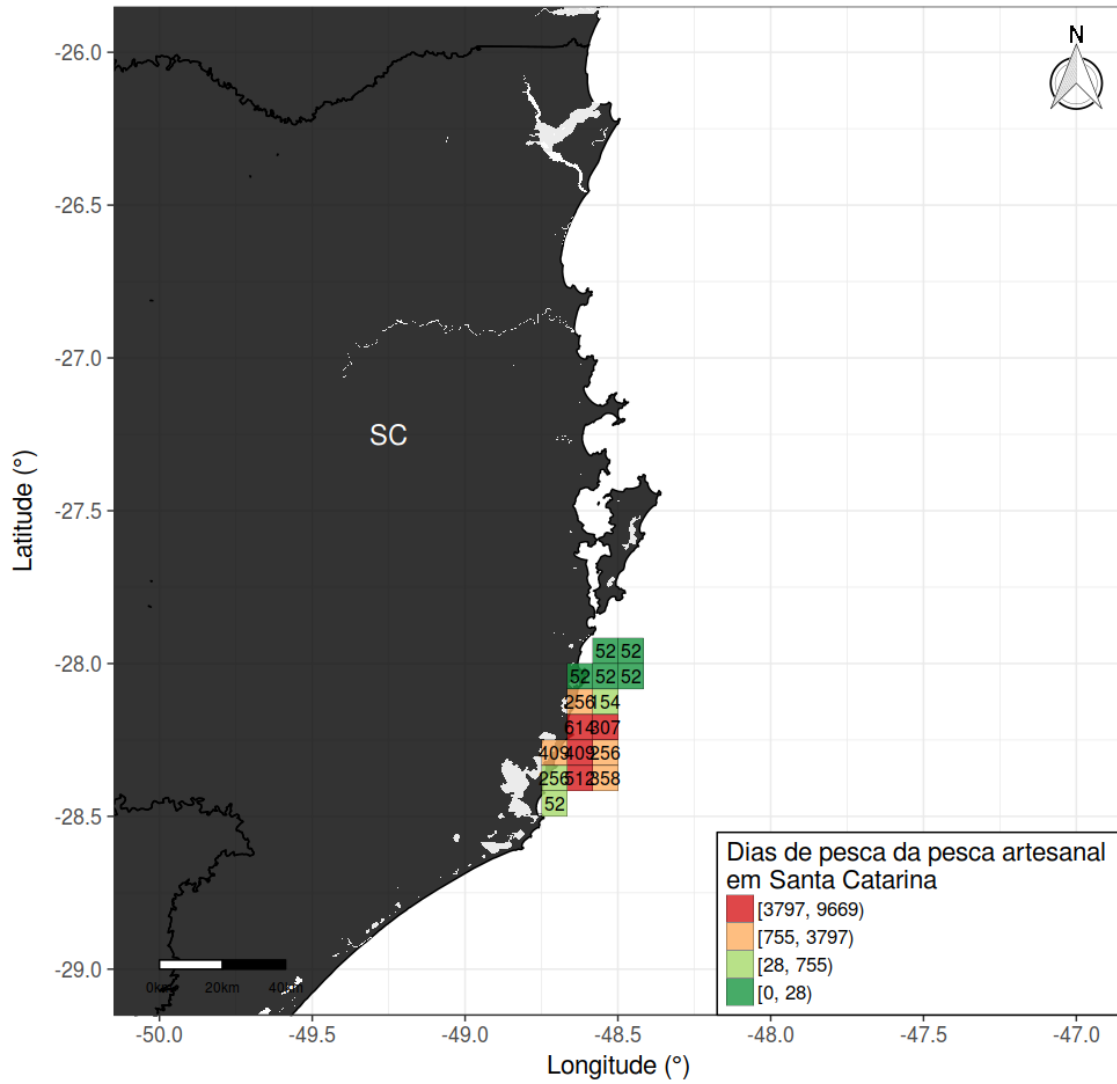 N
-26.0
-26.5
-27.0
-27.5
-28.0
-28.5
-29.0
Latitude (°)
SC
52 52
52 52 52
256 154
614 307
409 409 256
256 512 358
52
Dias de pesca da pesca artesanal
em Santa Catarina
[3797, 9669)
[755, 3797)
[28, 755)
[0, 28)
0km 20km 40km
-50.0 -49.5 -49.0 -48.5 -48.0 -47.5 -47.0
Longitude (°)